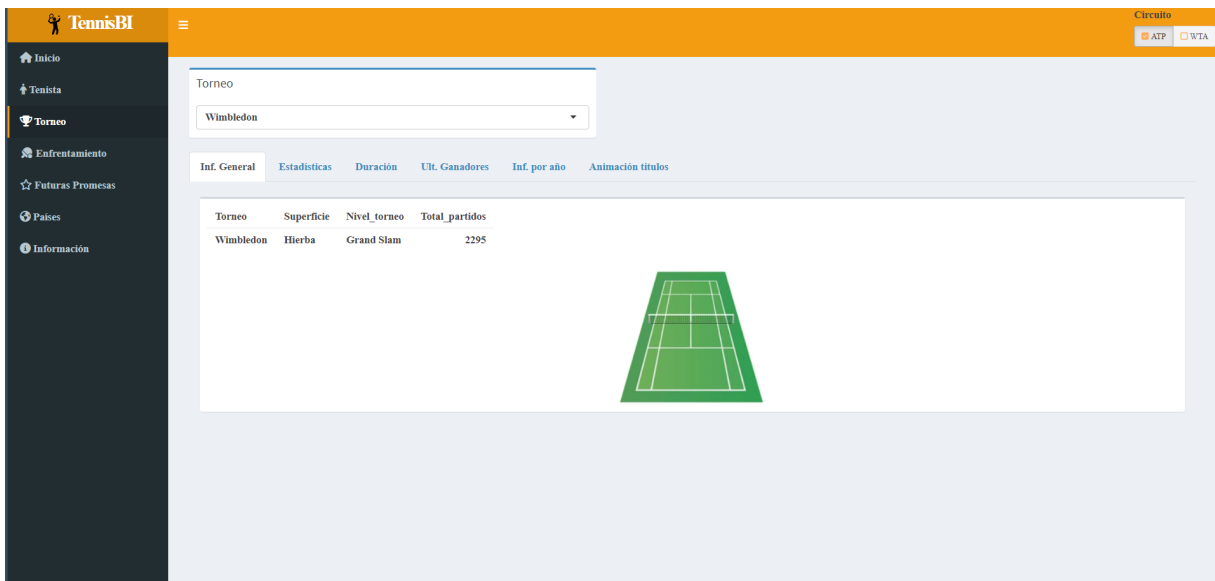 TennisBI
Circuito
ATP WTA
Inicio
Tenista
Torneo
Enfrentamiento
Futuras Promesas
Países
Información
Torneo
Wimbledon
Inf. General Estadísticas Duración Ult. Ganadores Inf. por año Animación títulos
Torneo Superficie Nivel_torneo Total_partidos
Wimbledon Hierba Grand Slam 2295